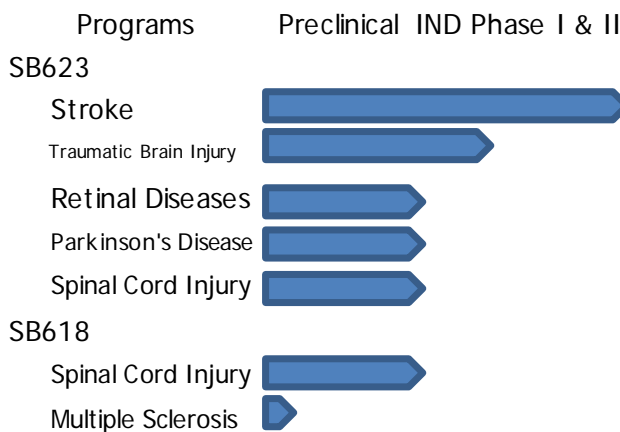 Programs Preclinical IND Phase I & II
SB623
Stroke
Traumatic Brain Injury
Retinal Diseases
Parkinson's Disease
Spinal Cord Injury
SB618
Spinal Cord Injury
Multiple Sclerosis